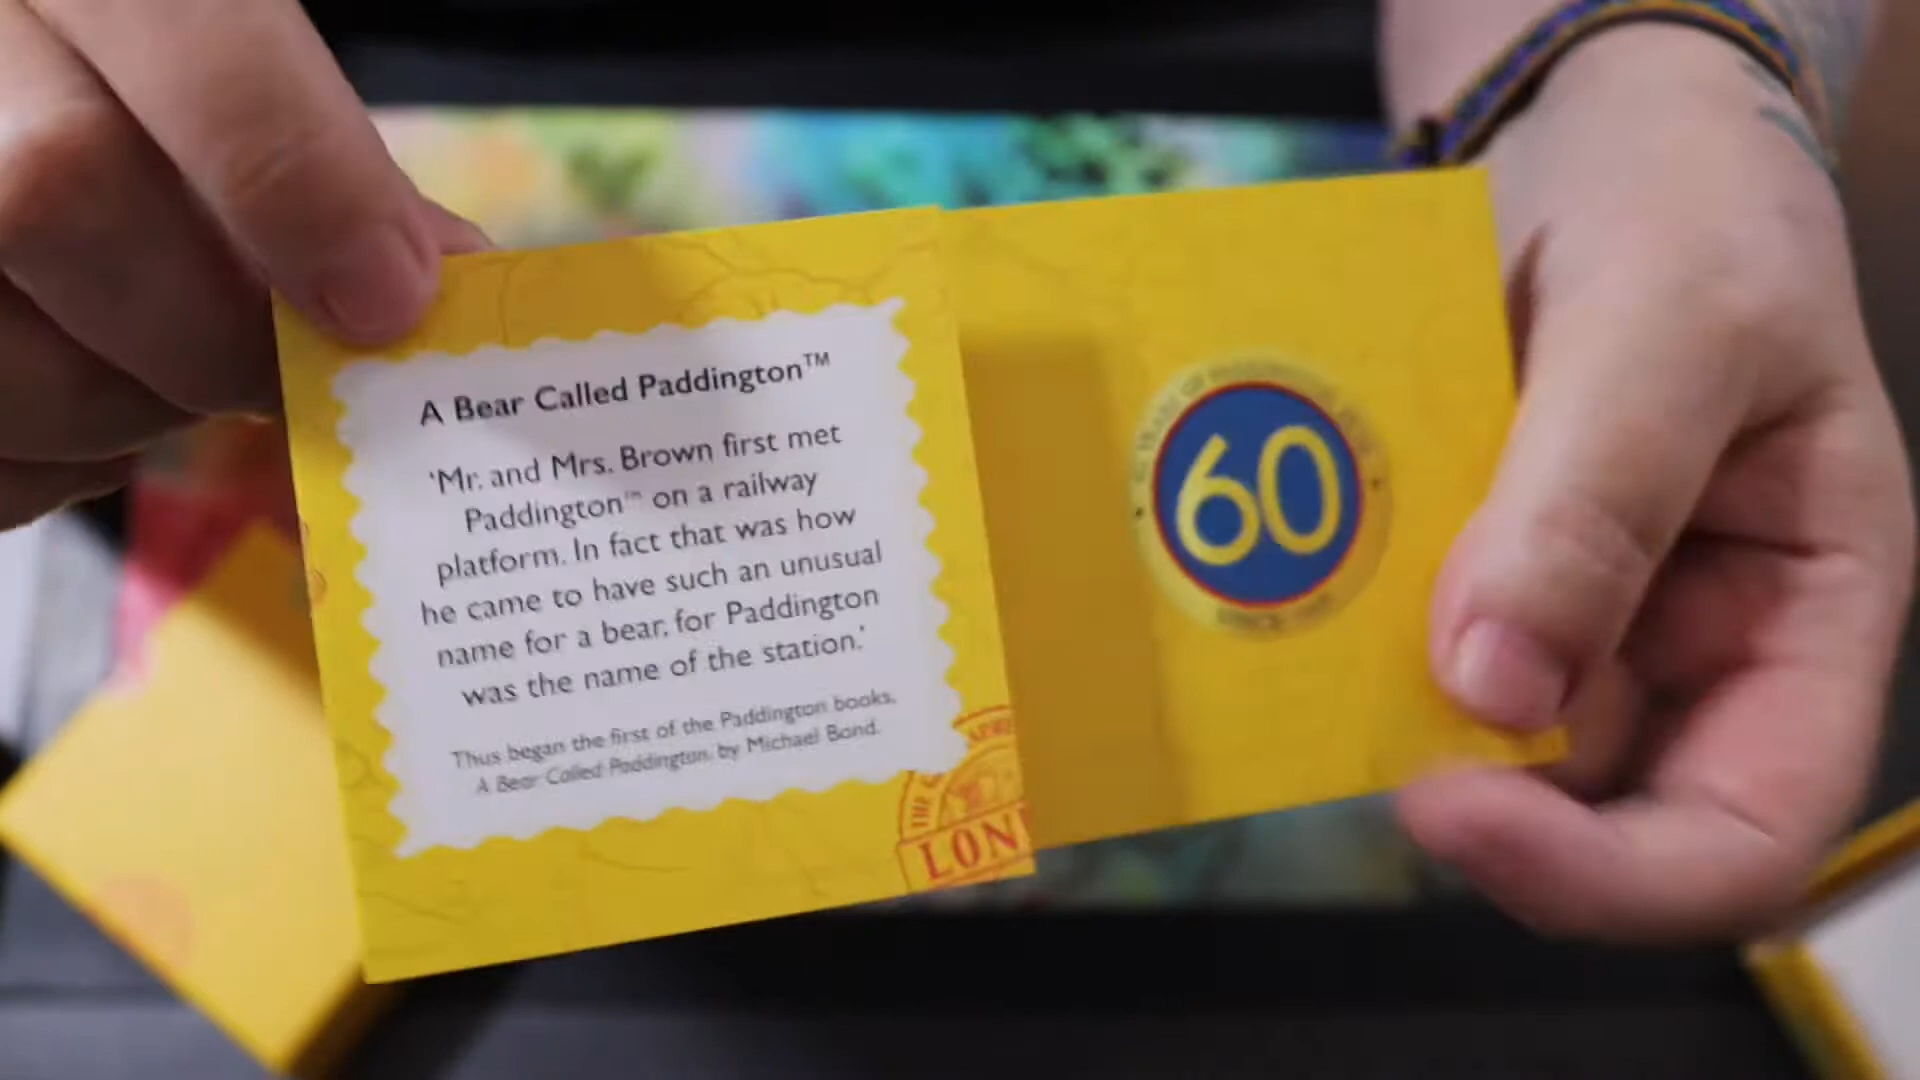 A Bear Called Paddington™
'Mr. and Mrs. Brown first met
Paddington™ on a railway
platform. In fact that was how
he came to have such an unusual
name for a bear, for Paddington
was the name of the station.'
Thus began the first of the Paddington books,
A Bear Called Paddington, by Michael Bond.
THE
LON
60